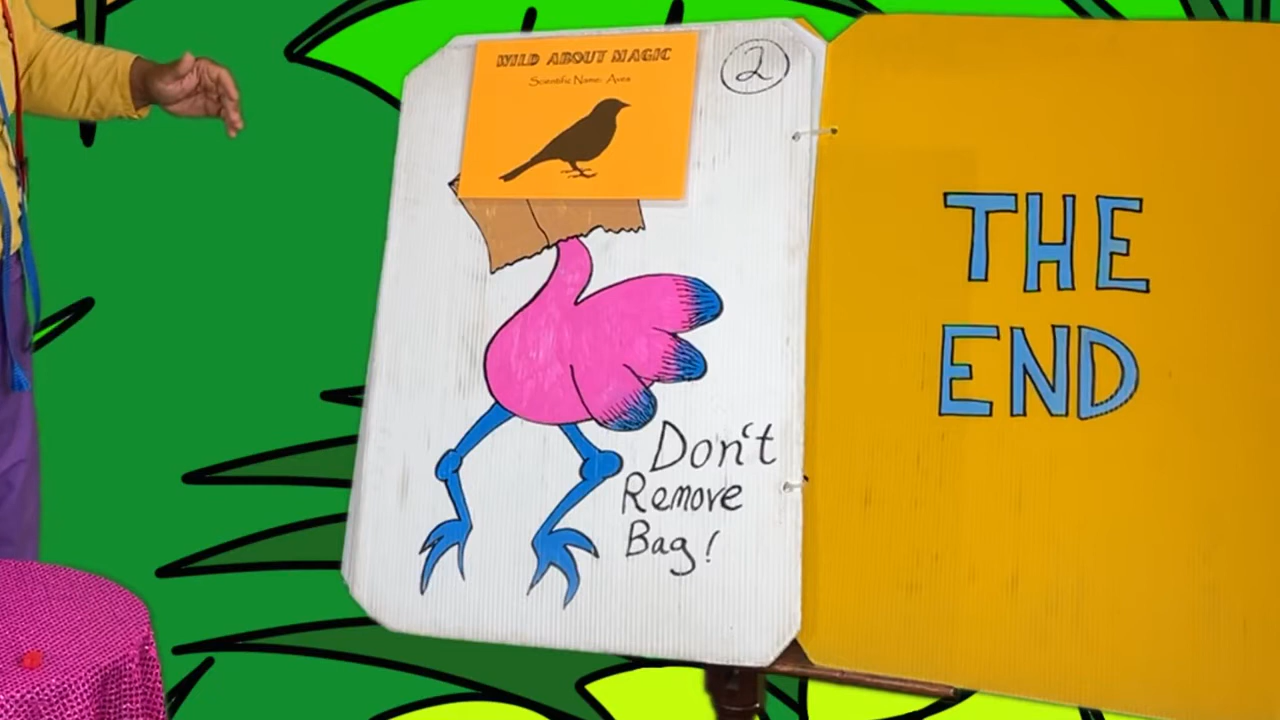 WILD ABOUT MAGIC
Scientific Name: Aves
2
Don't
Remove
Bag!
THE
END